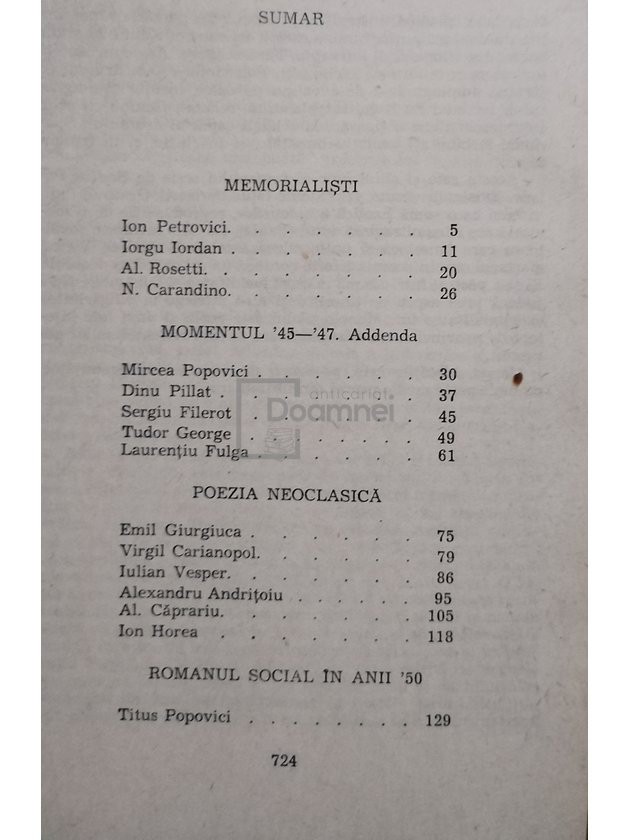 SUMAR
MEMORIALIŞTI
Ion Petrovici. . . . . . . 5
Iorgu Iordan . . . . . . . 11
Al. Rosetti. . . . . . . . 20
N. Carandino. . . . . . . 26
MOMENTUL '45—'47. Addenda
Mircea Popovici . . . . . . 30
Dinu Pillat . . . . . . . 37
Sergiu Filerot . . . . . . 45
Tudor George . . . . . . . 49
Laurenţiu Fulga . . . . . . 61
anticariat
Doamnei
POEZIA NEOCLASICĂ
Emil Giurgiuca . . . . . . 75
Virgil Carianopol. . . . . . 79
Iulian Vesper. . . . . . . 86
Alexandru Andriţoiu . . . . . 95
Al. Căprariu. . . . . . . 105
Ion Horea . . . . . . . 118
ROMANUL SOCIAL ÎN ANII '50
Titus Popovici . . . . . . . 129
724